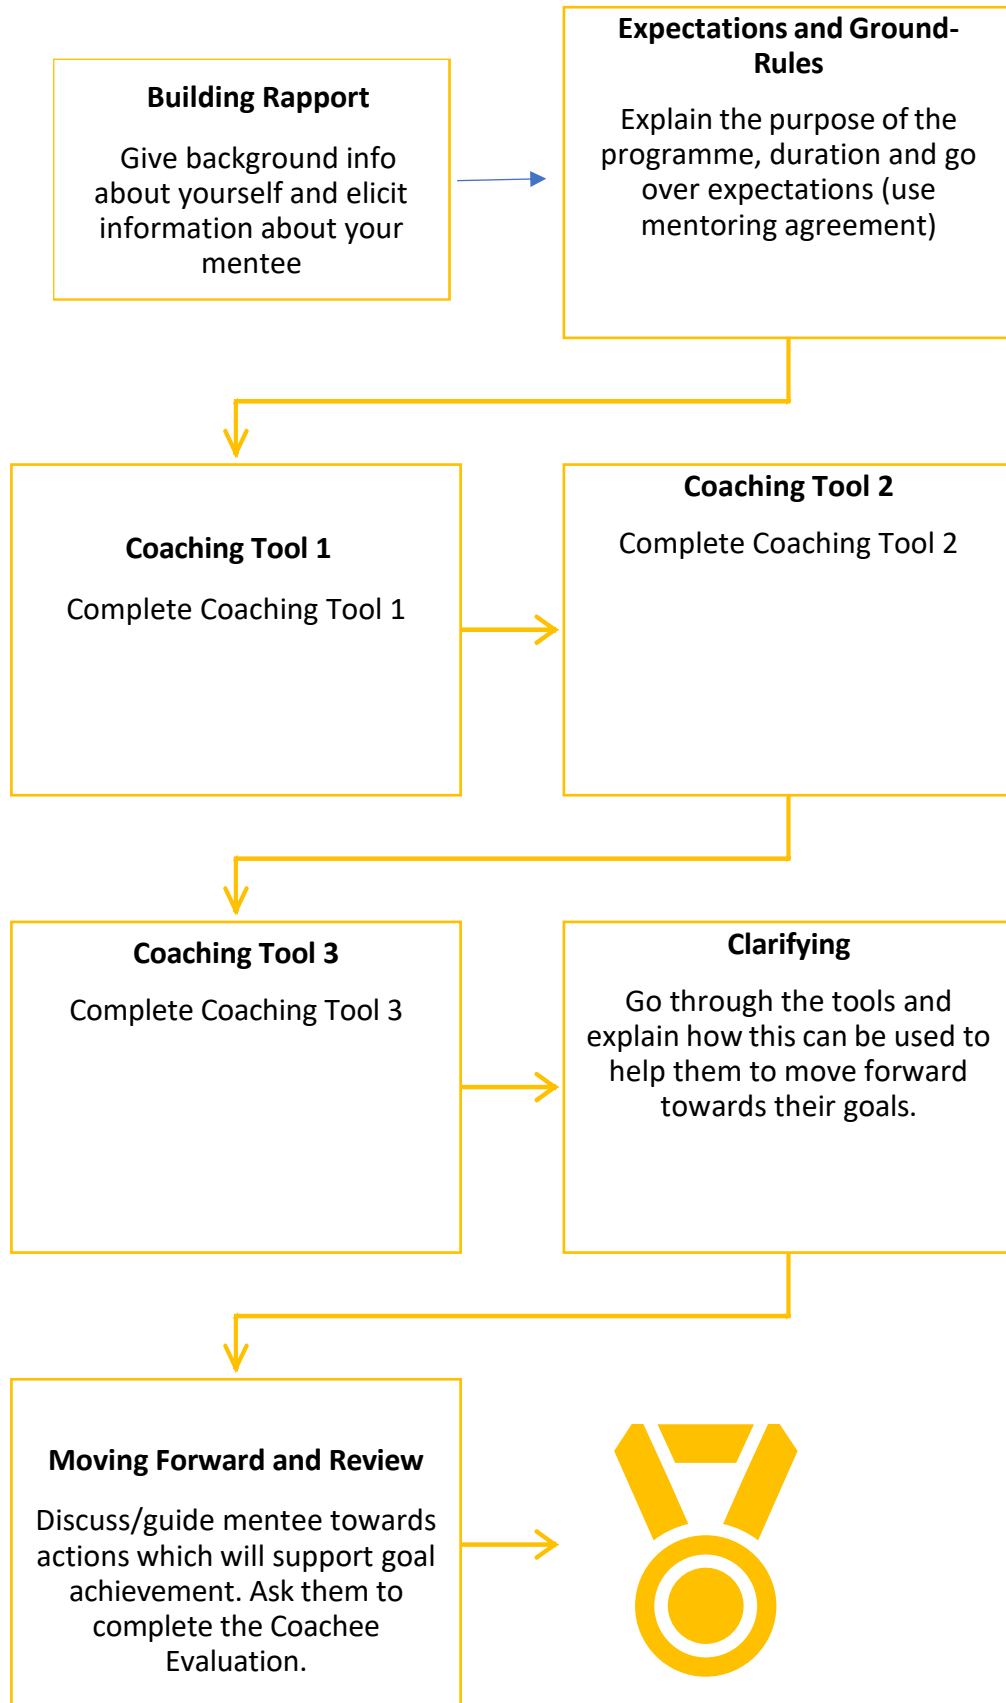 Building Rapport
Give background info
about yourself and elicit
information about your
mentee
Expectations and Ground-
Rules
Explain the purpose of the
programme, duration and go
over expectations (use
mentoring agreement)
Coaching Tool 1
Complete Coaching Tool 1
Coaching Tool 2
Complete Coaching Tool 2
Coaching Tool 3
Complete Coaching Tool 3
Clarifying
Go through the tools and
explain how this can be used to
help them to move forward
towards their goals.
Moving Forward and Review
Discuss/guide mentee towards
actions which will support goal
achievement. Ask them to
complete the Coachee
Evaluation.